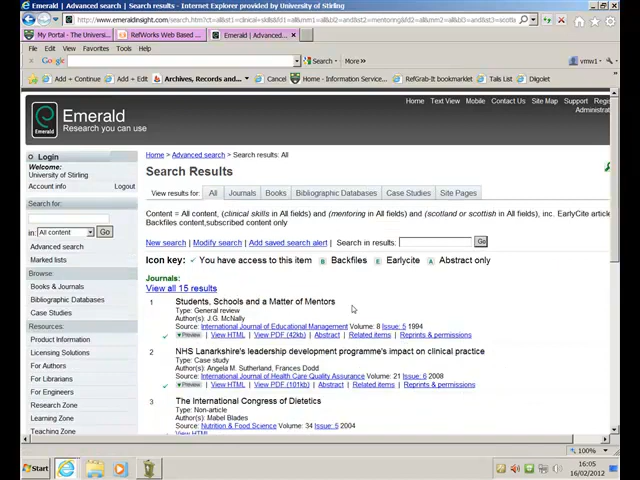 Emerald | Advanced search | Search results - Internet Explorer provided by University of Stirling
My Portal - The Universi...
RefWorks Web Based ...
Emerald | Advanced...
File Edit View Favorites Tools Help
Google
Search
More »
vmw1
Add + Continue
Add + Edit
Archives, Records and...
Cancel
Home - Information Service...
RefGrab-It bookmarklet
Talis
Digolet
Home Text View Mobile Contact Us Site Map Support
Emerald
Research you can use
Login
Welcome:
University of Stirling
Account info Logout
Search for:
in: All content Go
Advanced search
Marked lists
Browse:
Books & Journals
Bibliographic Databases
Case Studies
Resources:
Product Information
Licensing Solutions
For Authors
For Librarians
For Engineers
Research Zone
Learning Zone
Teaching Zone
Home > Advanced search > Search results: All
Search Results
View results for: All Journals Books Bibliographic Databases Case Studies Site Pages
Content = All content, (clinical skills in All fields) and (mentoring in All fields) and (scotland or scottish in All fields), inc. EarlyCite article
Backfiles content,subscribed content only
New search | Modify search | Add saved search alert | Search in results: Go
Icon key: You have access to this item B Backfiles E Earlycite A Abstract only
Journals:
View all 15 results
1 Students, Schools and a Matter of Mentors
Type: General review
Author(s): J.G. McNally
Source: International Journal of Educational Management Volume: 8 Issue: 5 1994
Preview | View HTML | View PDF (42kb) | Abstract | Related items | Reprints & permissions
2 NHS Lanarkshire's leadership development programme's impact on clinical practice
Type: Case study
Author(s): Angela M. Sutherland, Frances Dodd
Source: International Journal of Health Care Quality Assurance Volume: 21 Issue: 6 2008
Preview | View HTML | View PDF (101kb) | Abstract | Related items | Reprints & permissions
3 The International Congress of Dietetics
Type: Non-article
Author(s): Mabel Blades
Source: Nutrition & Food Science Volume: 34 Issue: 5 2004
View HTML
100%
Start
16:05
16/02/2012